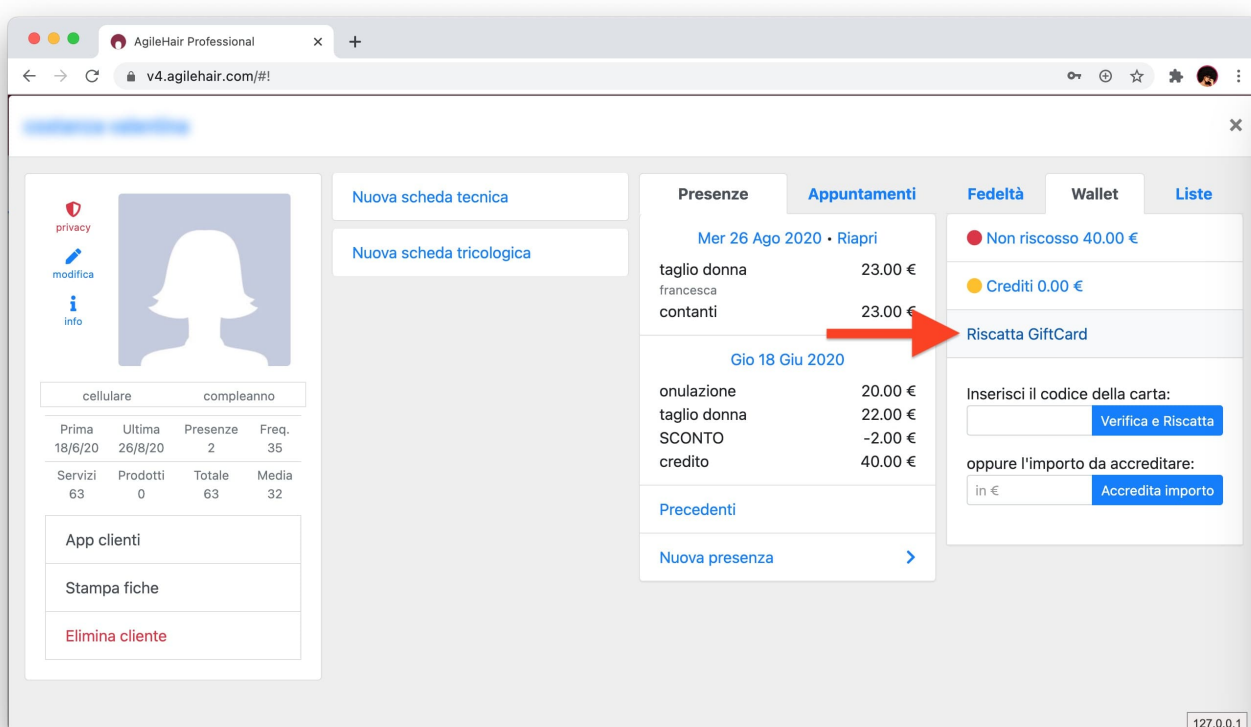 AgileHair Professional
v4.agilehair.com/#!
privacy
modifica
info
cellulare compleanno
Prima Ultima Presenze Freq.
18/6/20 26/8/20 2 35
Servizi Prodotti Totale Media
63 0 63 32
App clienti
Stampa fiche
Elimina cliente
Nuova scheda tecnica
Nuova scheda tricologica
Presenze Appuntamenti
Mer 26 Ago 2020 • Riapri
taglio donna 23.00 €
francesca
contanti 23.00 €
Gio 18 Giu 2020
onulazione 20.00 €
taglio donna 22.00 €
SCONTO -2.00 €
credito 40.00 €
Precedenti
Nuova presenza
Fedeltà Wallet Liste
Non riscosso 40.00 €
Crediti 0.00 €
Riscatta GiftCard
Inserisci il codice della carta:
Verifica e Riscatta
oppure l'importo da accreditare:
in € Accredita importo
127.0.0.1